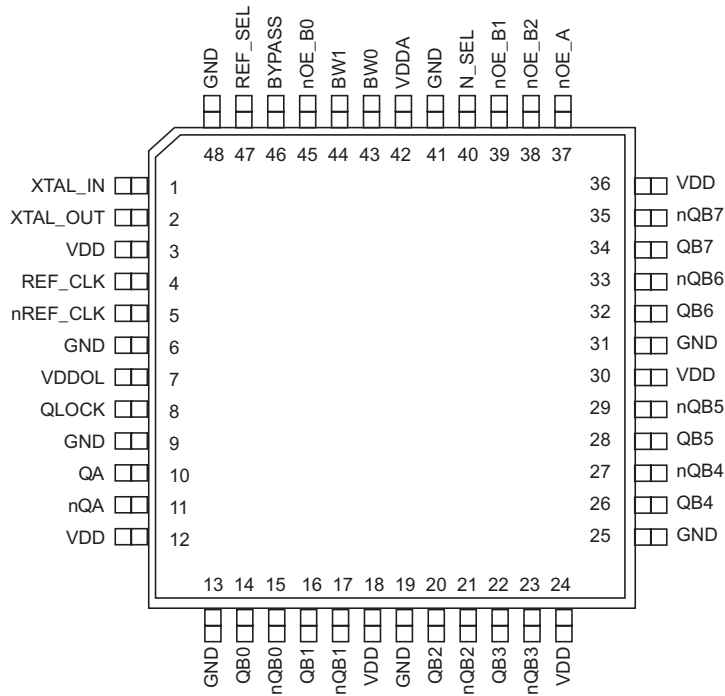 GND
REF_SEL
BYPASS
nOE_B0
BW1
BW0
VDDA
GND
N_SEL
nOE_B1
nOE_B2
nOE_A
48 47 46 45 44 43 42 41 40 39 38 37
XTAL_IN 1
XTAL_OUT 2
VDD 3
REF_CLK 4
nREF_CLK 5
GND 6
VDDOL 7
QLOCK 8
GND 9
QA 10
nQA 11
VDD 12
36 VDD
35 nQB7
34 QB7
33 nQB6
32 QB6
31 GND
30 VDD
29 nQB5
28 QB5
27 nQB4
26 QB4
25 GND
13 14 15 16 17 18 19 20 21 22 23 24
GND
QB0
nQB0
QB1
nQB1
VDD
GND
QB2
nQB2
QB3
nQB3
VDD